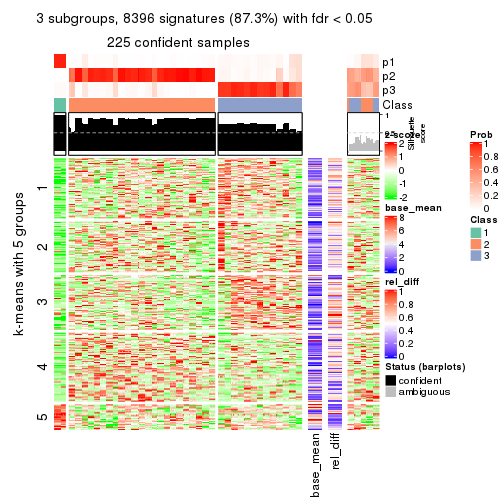 3 subgroups, 8396 signatures (87.3%) with fdr < 0.05
225 confident samples
p1
p2
p3
Class
1
Silhouette
score
k-means with 5 groups
1
2
3
4
5
base_mean
rel_diff
z-score
2
1
0
-1
-2
base_mean
8
6
4
2
0
rel_diff
1
0.8
0.6
0.4
0.2
0
Status (barplots)
confident
ambiguous
Prob
1
0.8
0.6
0.4
0.2
0
Class
1
2
3